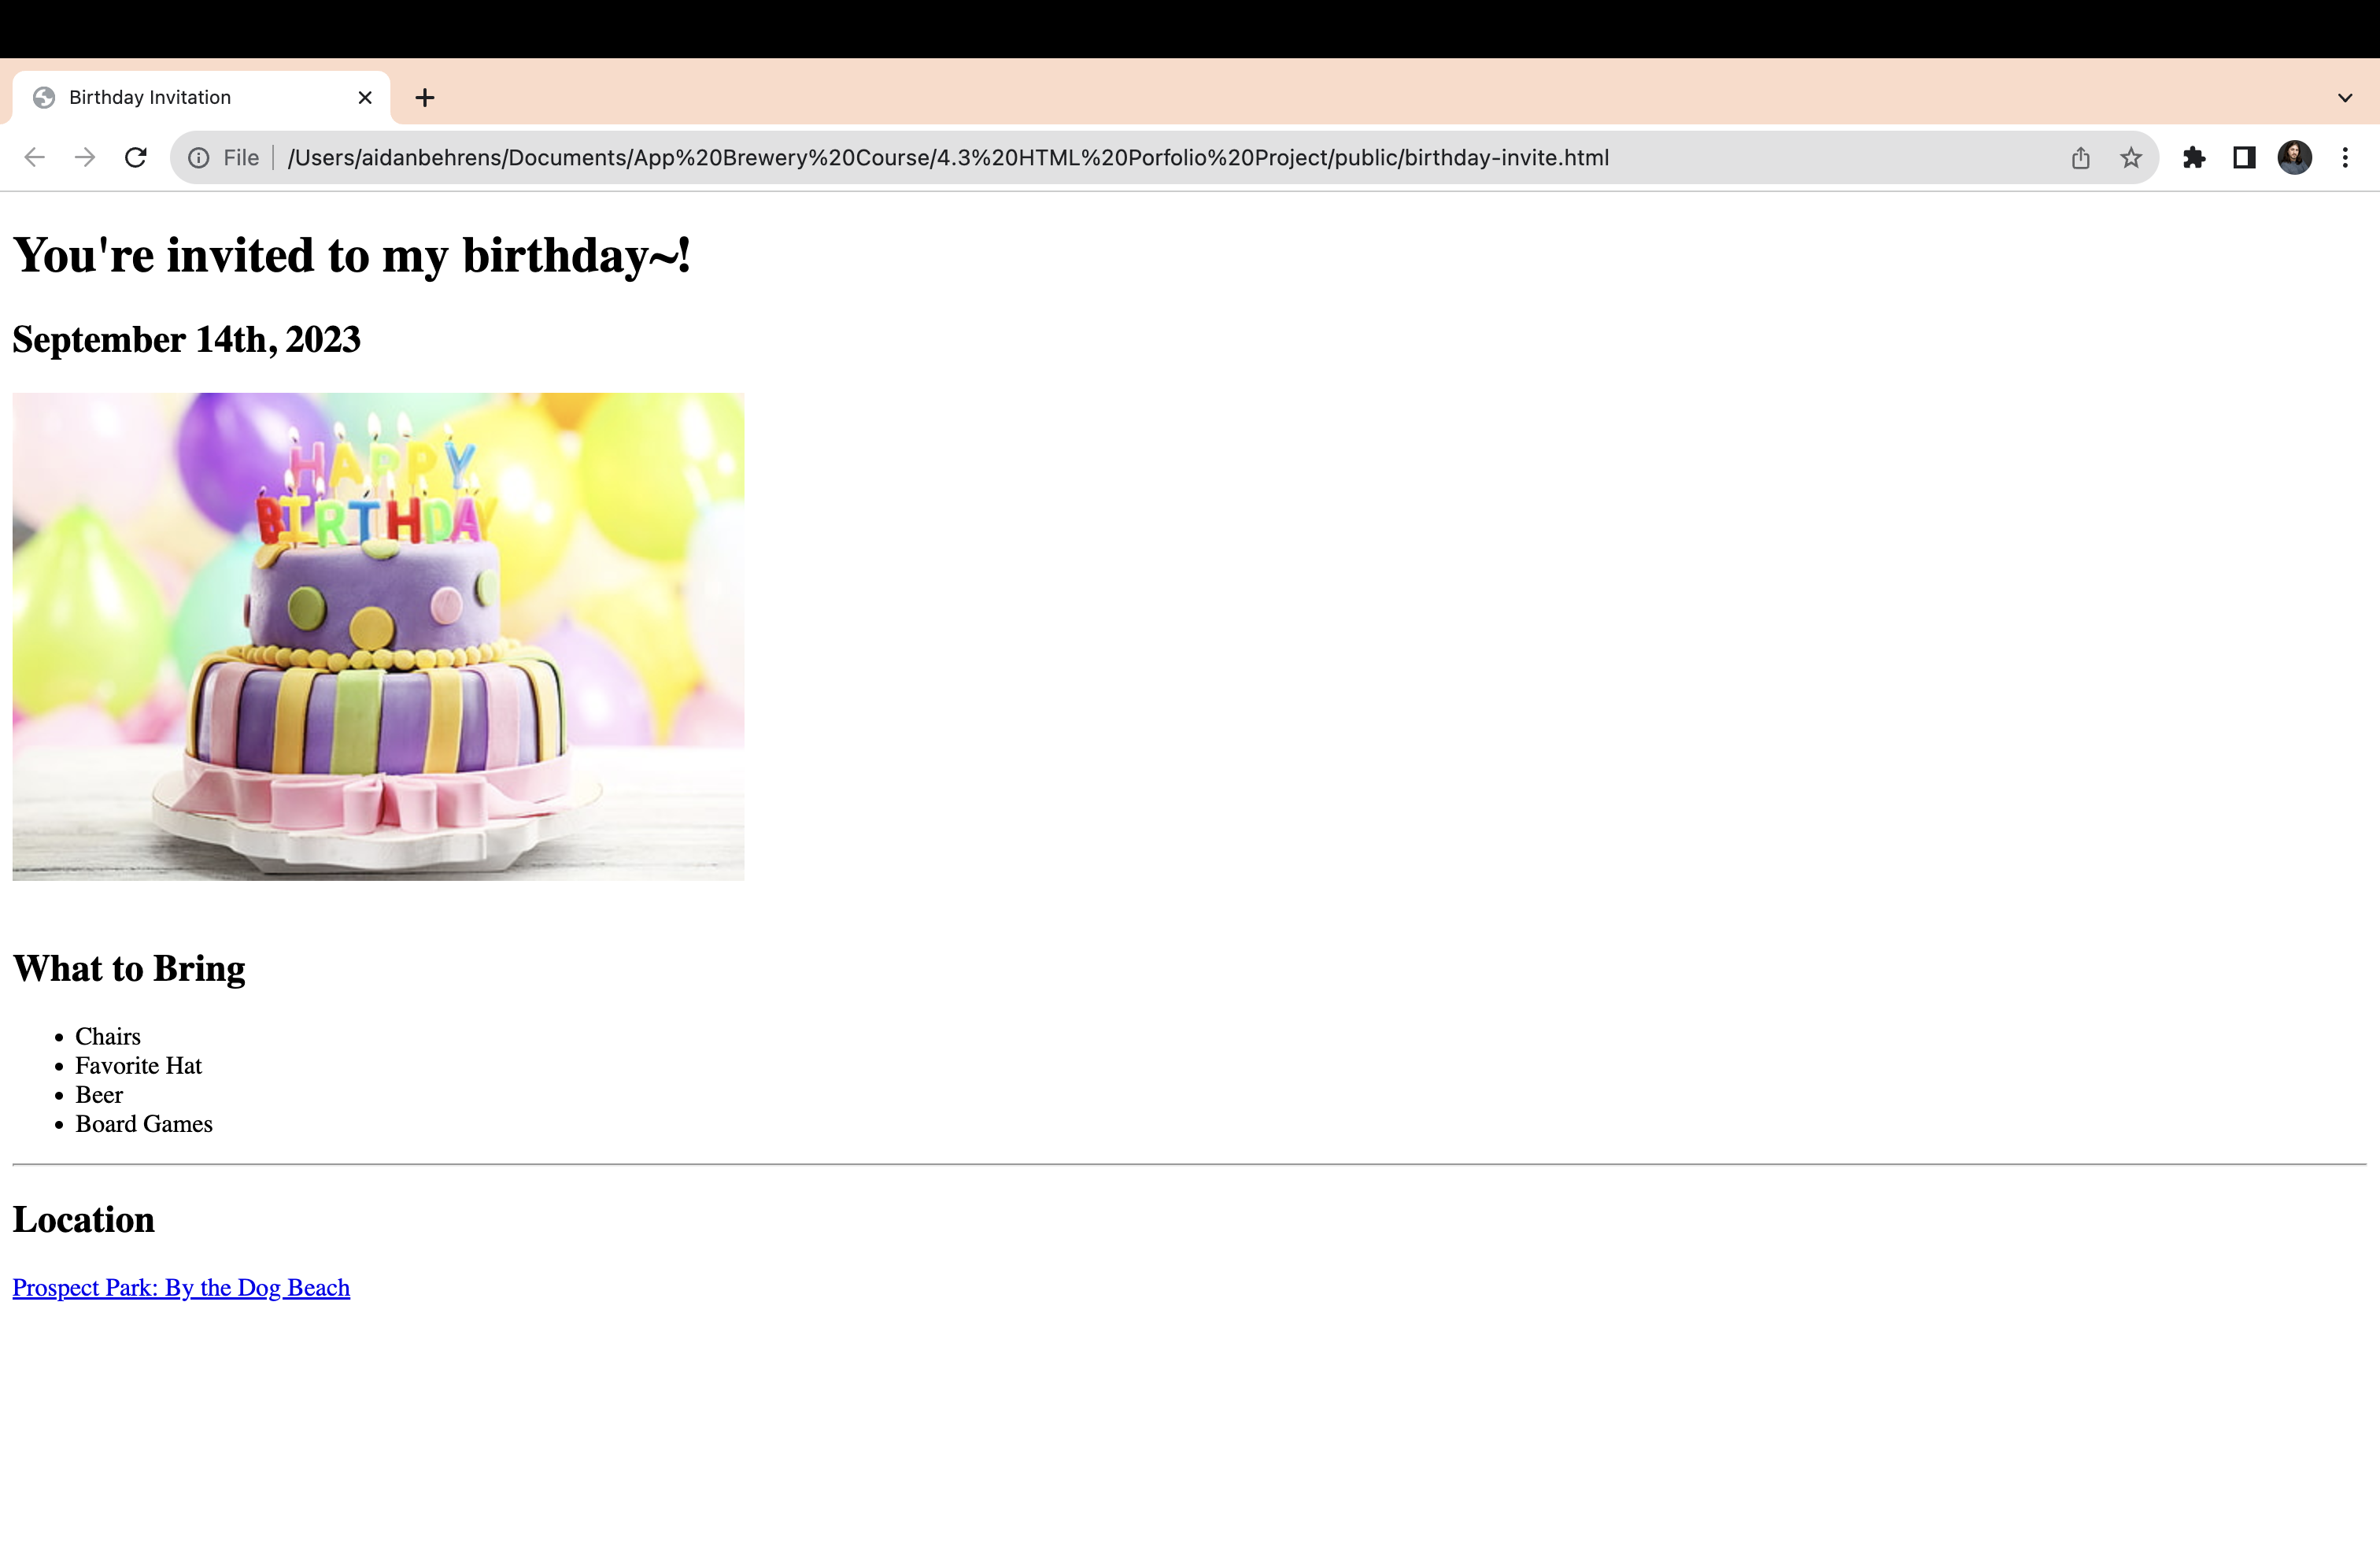 Birthday Invitation
File
/Users/aidanbehrens/Documents/App%20Brewery%20Course/4.3%20HTML%20Porfolio%20Project/public/birthday-invite.html
You're invited to my birthday~!
September 14th, 2023
HAPPY
BIRTHDAY
What to Bring
• Chairs
• Favorite Hat
• Beer
• Board Games
Location
Prospect Park: By the Dog Beach